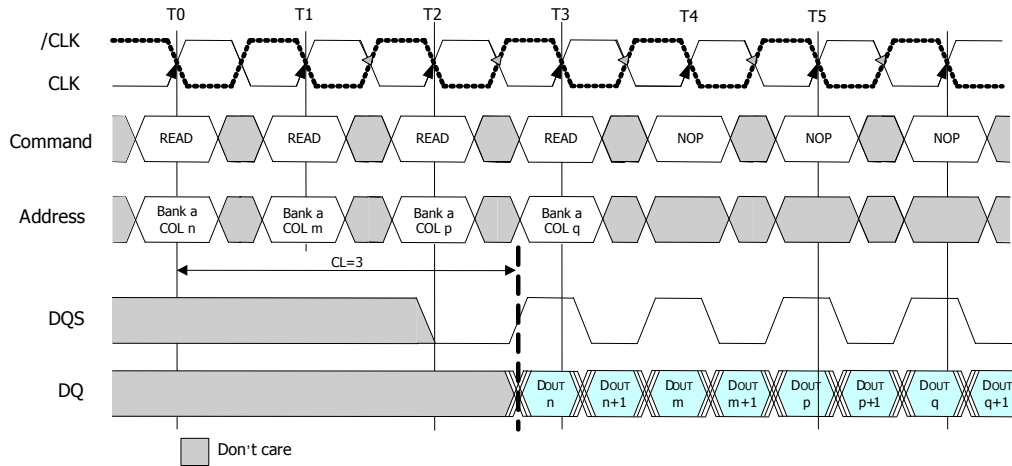 T0 T1 T2 T3 T4 T5
/CLK
CLK
Command READ READ READ READ NOP NOP NOP
Address Bank a COL n Bank a COL m Bank a COL p Bank a COL q
CL=3
DQS
DQ DOUT n DOUT n+1 DOUT m DOUT m+1 DOUT p DOUT p+1 DOUT q DOUT q+1
Don't care